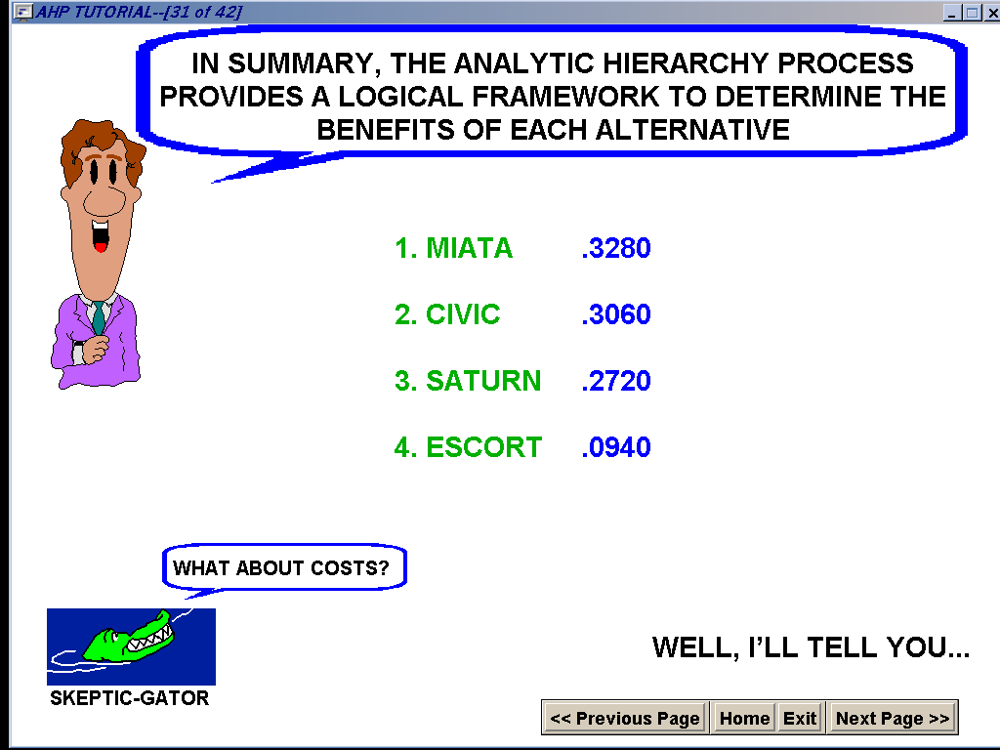 AHP TUTORIAL--[31 of 42]
IN SUMMARY, THE ANALYTIC HIERARCHY PROCESS
PROVIDES A LOGICAL FRAMEWORK TO DETERMINE THE
BENEFITS OF EACH ALTERNATIVE
1. MIATA .3280
2. CIVIC .3060
3. SATURN .2720
4. ESCORT .0940
WHAT ABOUT COSTS?
WELL, I’LL TELL YOU...
SKEPTIC-GATOR
<< Previous Page Home Exit Next Page >>